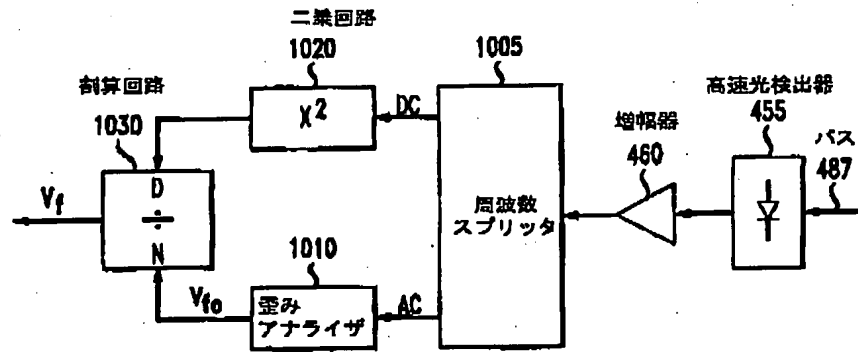 二乗回路
1020
1005
割算回路
1030
X²
DC
高速光検出器
455
増幅器
460
パス
487
Vf
D
÷
N
周波数
スプリッタ
1010
Vfo
歪み
アナライザ
AC